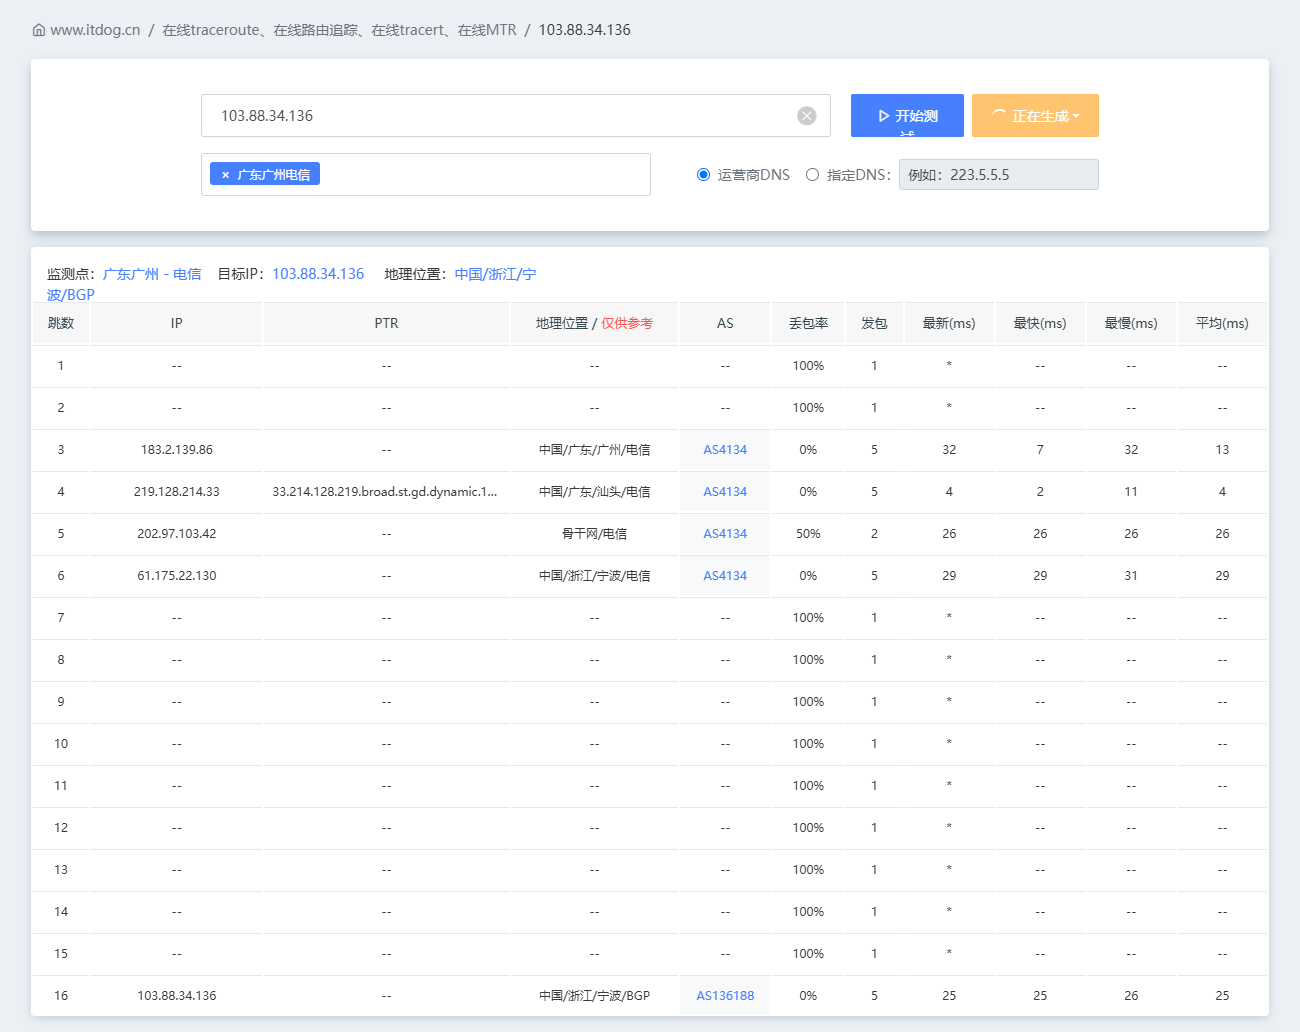 www.itdog.cn / 在线traceroute、在线路由追踪、在线tracert、在线MTR / 103.88.34.136
103.88.34.136 开始测试 正在生成
× 广东广州电信 运营商DNS 指定DNS： 例如：223.5.5.5
监测点：广东广州 - 电信 目标IP：103.88.34.136 地理位置：中国/浙江/宁
波/BGP
跳数 IP PTR 地理位置 / 仅供参考 AS 丢包率 发包 最新(ms) 最快(ms) 最慢(ms) 平均(ms)
1 -- -- -- -- 100% 1 * -- -- --
2 -- -- -- -- 100% 1 * -- -- --
3 183.2.139.86 -- 中国/广东/广州/电信 AS4134 0% 5 32 7 32 13
4 219.128.214.33 33.214.128.219.broad.st.gd.dynamic.1... 中国/广东/汕头/电信 AS4134 0% 5 4 2 11 4
5 202.97.103.42 -- 骨干网/电信 AS4134 50% 2 26 26 26 26
6 61.175.22.130 -- 中国/浙江/宁波/电信 AS4134 0% 5 29 29 31 29
7 -- -- -- -- 100% 1 * -- -- --
8 -- -- -- -- 100% 1 * -- -- --
9 -- -- -- -- 100% 1 * -- -- --
10 -- -- -- -- 100% 1 * -- -- --
11 -- -- -- -- 100% 1 * -- -- --
12 -- -- -- -- 100% 1 * -- -- --
13 -- -- -- -- 100% 1 * -- -- --
14 -- -- -- -- 100% 1 * -- -- --
15 -- -- -- -- 100% 1 * -- -- --
16 103.88.34.136 -- 中国/浙江/宁波/BGP AS136188 0% 5 25 25 26 25